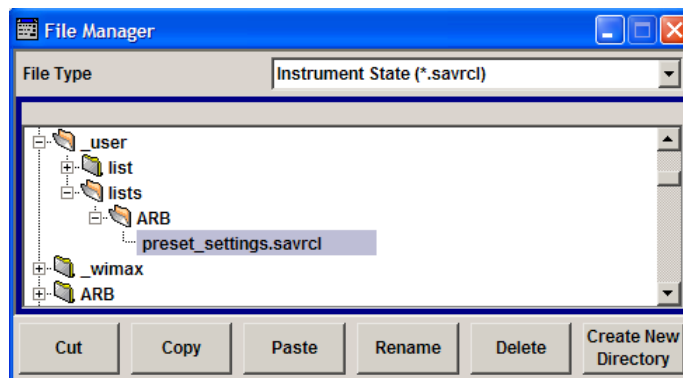 File Manager
File Type
Instrument State (*.savrcl)
_user
list
lists
ARB
preset_settings.savrcl
_wimax
ARB
Cut Copy Paste Rename Delete Create New
Directory